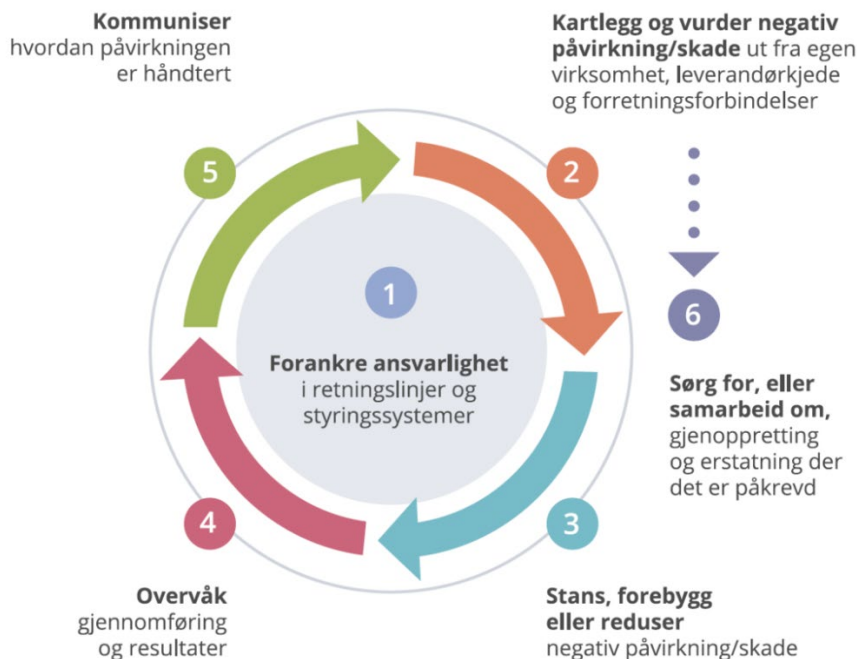 Kommuniser
hvordan påvirkningen
er håndtert
Kartlegg og vurder negativ
påvirkning/skade ut fra egen
virksomhet, leverandørkjede
og forretningsforbindelser
5
2
1
Forankre ansvarlighet
i retningslinjer og
styringssystemer
6
Sørg for, eller
samarbeid om,
gjenoppretting
og erstatning der
det er påkrevd
4
3
Overvåk
gjennomføring
og resultater
Stans, forebygg
eller reduser
negativ påvirkning/skade